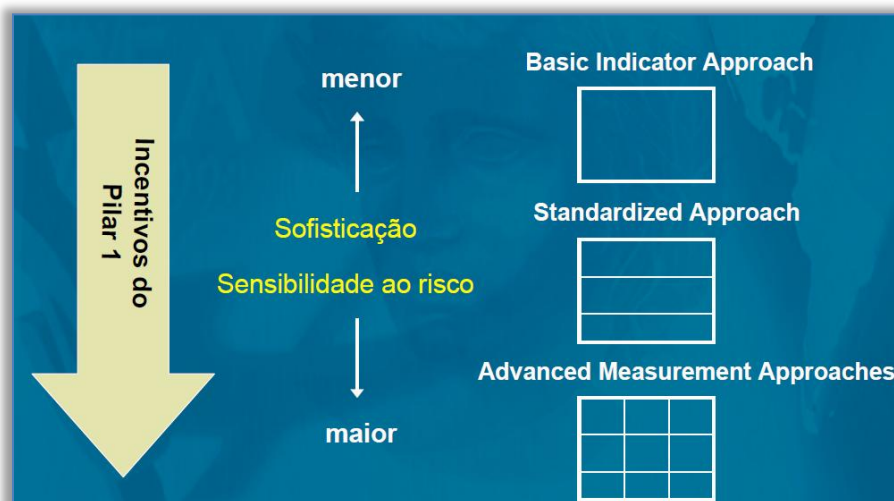 Incentivos do
Pilar 1
menor
Sofisticação
Sensibilidade ao risco
maior
Basic Indicator Approach
Standardized Approach
Advanced Measurement Approaches